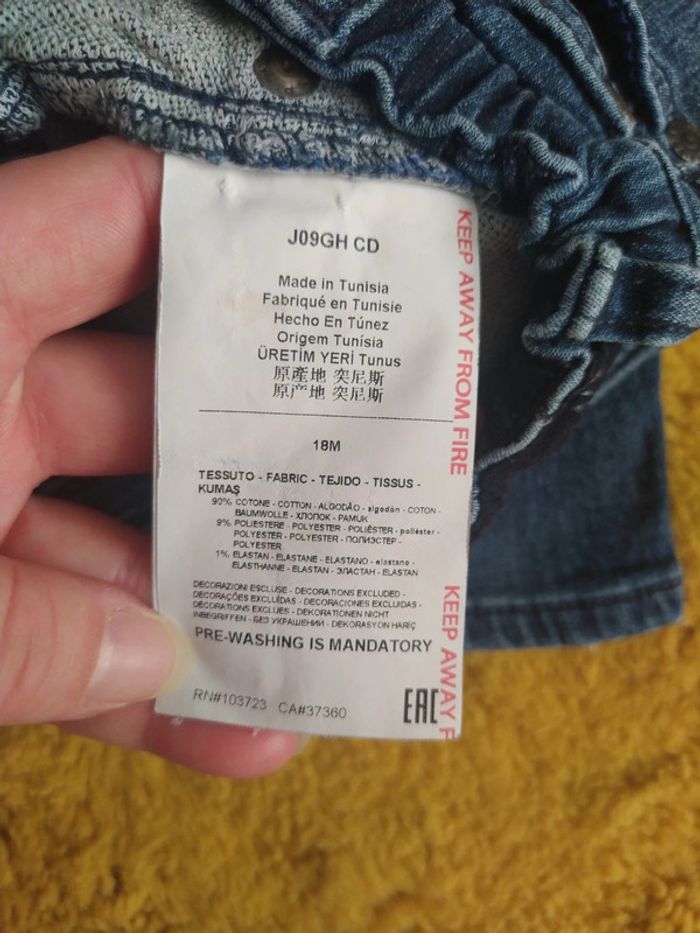 J09GH CD
Made in Tunisia
Fabriqué en Tunisie
Hecho En Túnez
Origem Tunísia
ÜRETİM YERİ Tunus
原產地 突尼斯
原产地 突尼斯
18M
TESSUTO - FABRIC - TEJIDO - TISSUS -
KUMAŞ
90% COTONE - COTTON - ALGODÃO - algodón - COTON -
BAUMWOLLE - ХЛОПОК - PAMUK
9% POLIESTERE - POLYESTER - POLIÉSTER - poliéster -
POLYESTER - POLYESTER - ПОЛИЭСТЕР -
POLYESTER
1% ELASTAN - ELASTANE - ELASTANO - elastano -
ELASTHANNE - ELASTAN - ЭЛАСТАН - ELASTAN
DECORAZIONI ESCLUSE - DECORATIONS EXCLUDED -
DECORAÇÕES EXCLUÍDAS - DECORACIONES EXCLUIDAS -
DÉCORATIONS EXCLUES - DEKORATIONEN NICHT
INBEGRIFFEN - БЕЗ УКРАШЕНИЙ - DEKORASYON HARİÇ
PRE-WASHING IS MANDATORY
RN#103723 CA#37360
EAC
KEEP AWAY FROM FIRE
KEEP AWAY F